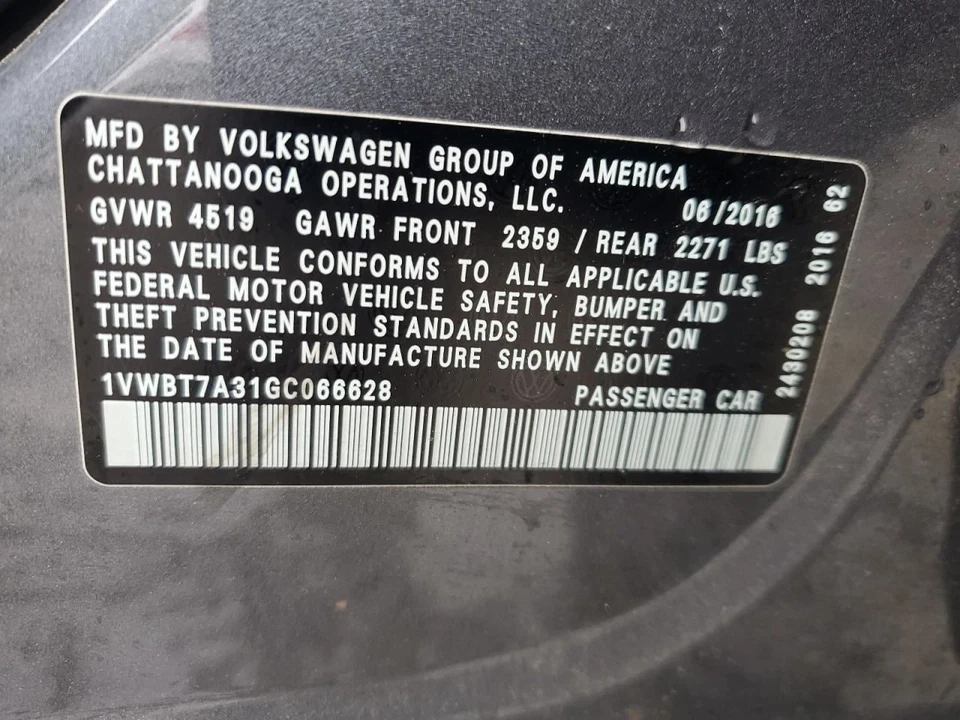 MFD BY VOLKSWAGEN GROUP OF AMERICA
CHATTANOOGA OPERATIONS, LLC. 06/2016
GVWR 4519 GAWR FRONT 2359 / REAR 2271 LBS
THIS VEHICLE CONFORMS TO ALL APPLICABLE U.S.
FEDERAL MOTOR VEHICLE SAFETY, BUMPER AND
THEFT PREVENTION STANDARDS IN EFFECT ON
THE DATE OF MANUFACTURE SHOWN ABOVE
1VWBT7A31GC066628 PASSENGER CAR
2430208 2016 62